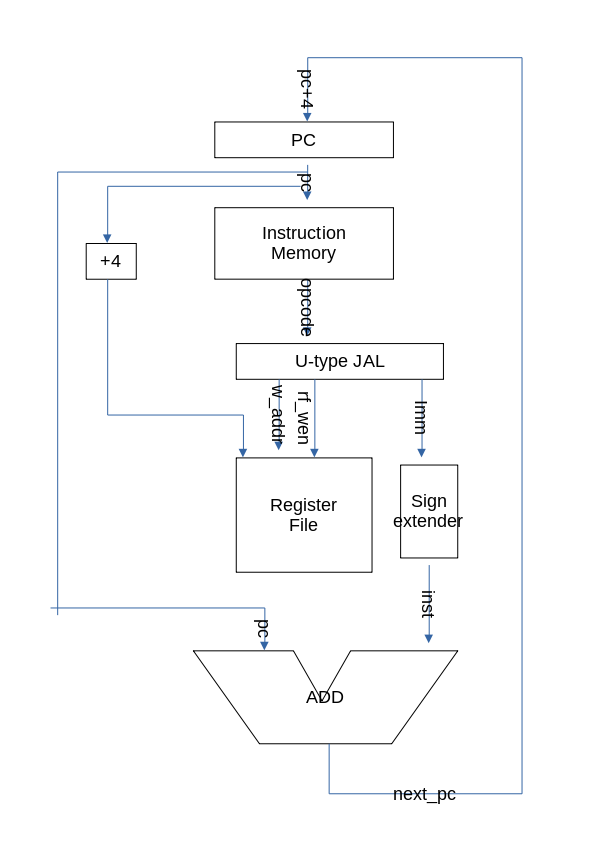 pc+4
PC
pc
Instruction
Memory
+4
opcode
U-type JAL
w_addr
rf_wen
Imm
Register
File
Sign
extender
inst
pc
ADD
next_pc